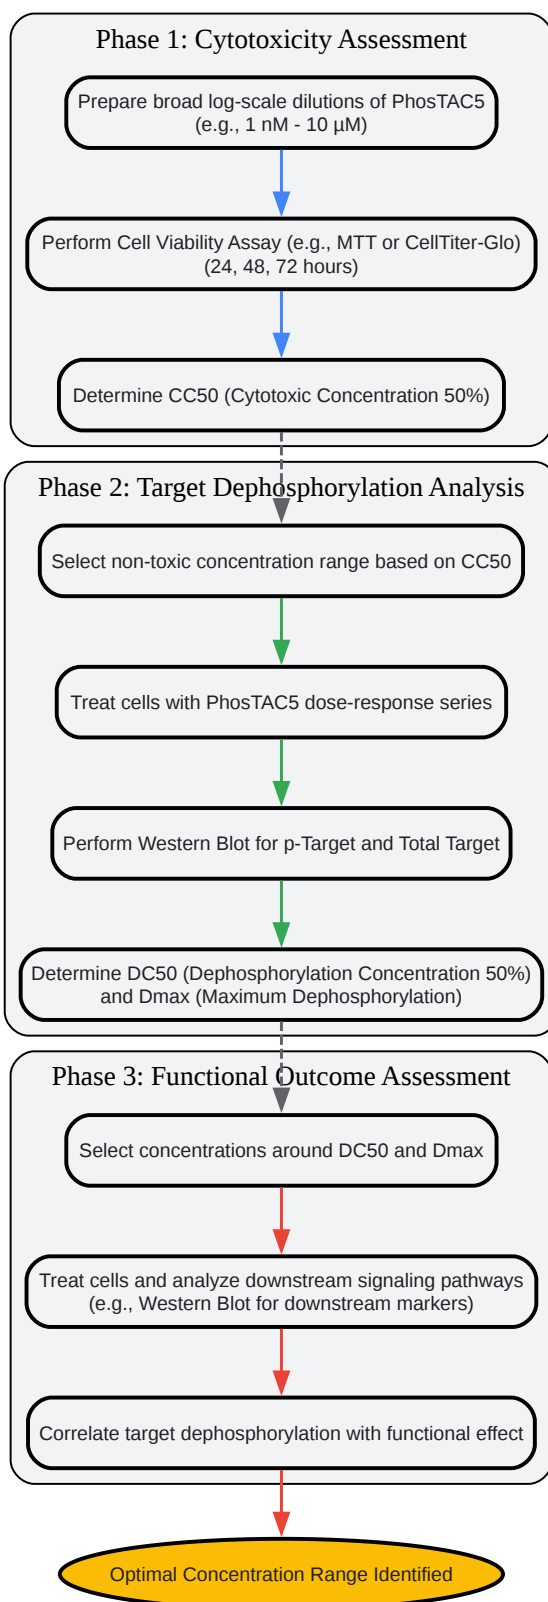 Phase 1: Cytotoxicity Assessment
Prepare broad log-scale dilutions of PhosTAC5
(e.g., 1 nM - 10 µM)
Perform Cell Viability Assay (e.g., MTT or CellTiter-Glo)
(24, 48, 72 hours)
Determine CC50 (Cytotoxic Concentration 50%)
Phase 2: Target Dephosphorylation Analysis
Select non-toxic concentration range based on CC50
Treat cells with PhosTAC5 dose-response series
Perform Western Blot for p-Target and Total Target
Determine DC50 (Dephosphorylation Concentration 50%)
and Dmax (Maximum Dephosphorylation)
Phase 3: Functional Outcome Assessment
Select concentrations around DC50 and Dmax
Treat cells and analyze downstream signaling pathways
(e.g., Western Blot for downstream markers)
Correlate target dephosphorylation with functional effect
Optimal Concentration Range Identified